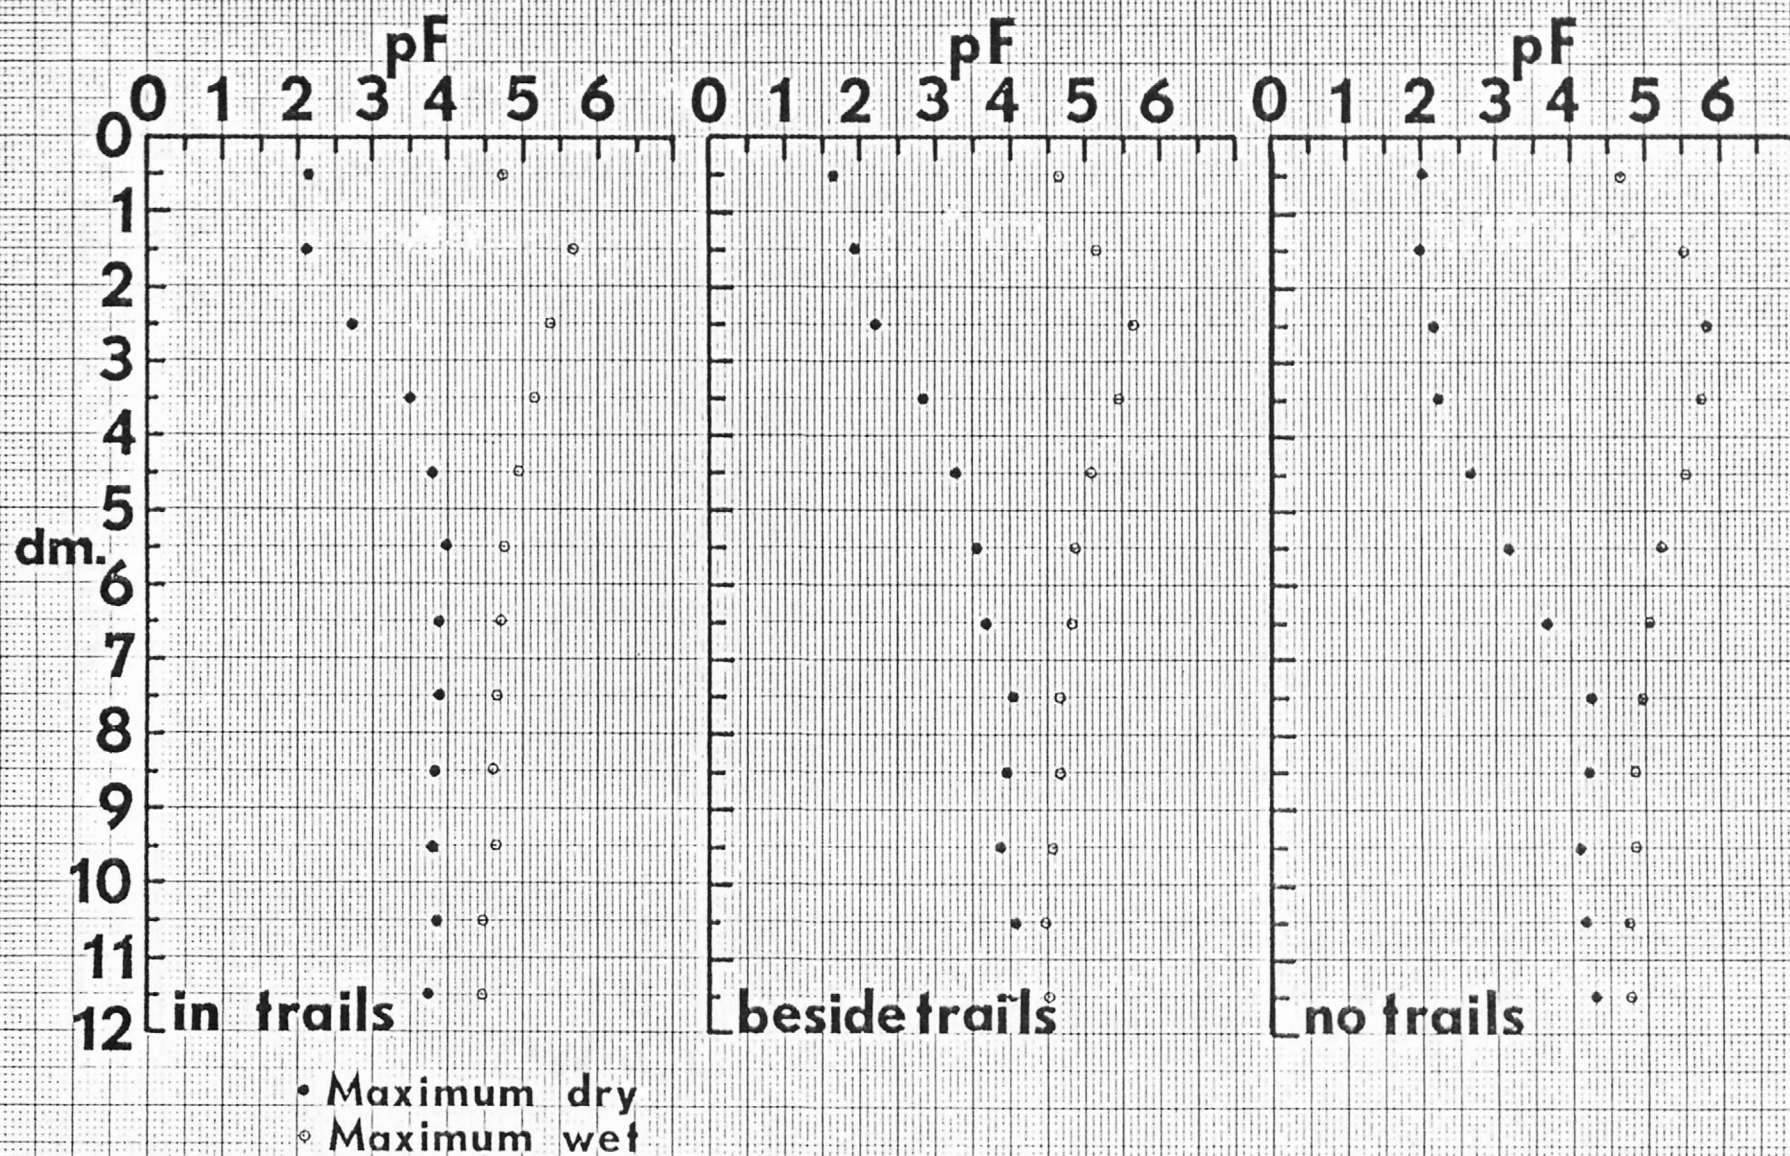 pF pF pF
0 1 2 3 4 5 6 0 1 2 3 4 5 6 0 1 2 3 4 5 6
0
1
2
3
4
5
dm.
6
7
8
9
10
11
12
in trails beside trails no trails
Maximum dry
Maximum wet